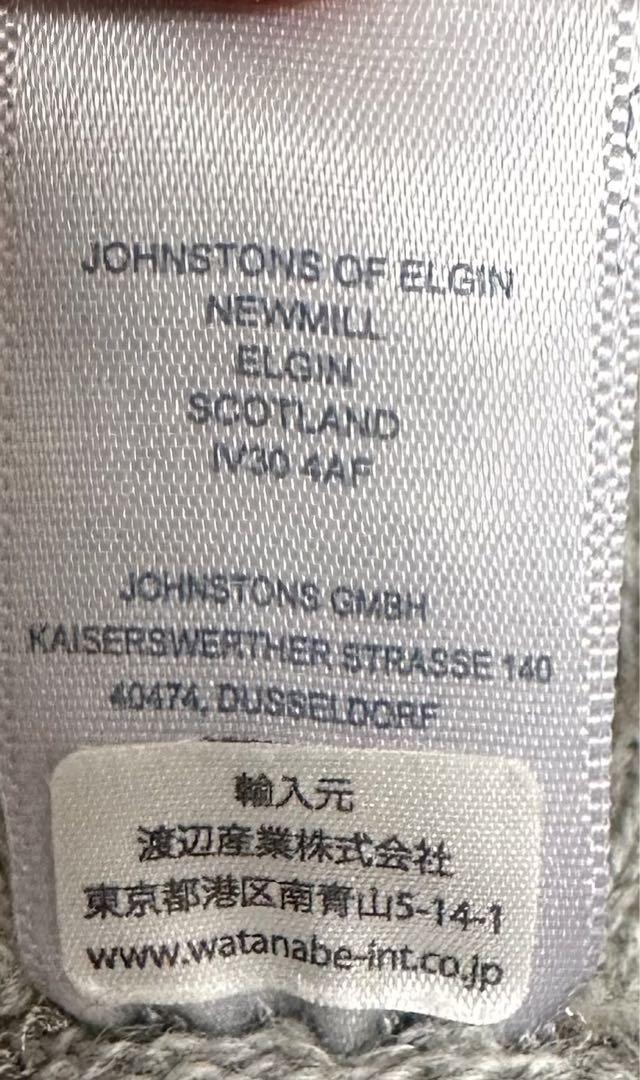 JOHNSTONS OF ELGIN
NEWMILL
ELGIN
SCOTLAND
IV30 4AF
JOHNSTONS GMBH
KAISERSWERTHER STRASSE 140
40474, DUSSELDORF
輸入元
渡辺産業株式会社
東京都港区南青山5-14-1
www.watanabe-int.co.jp